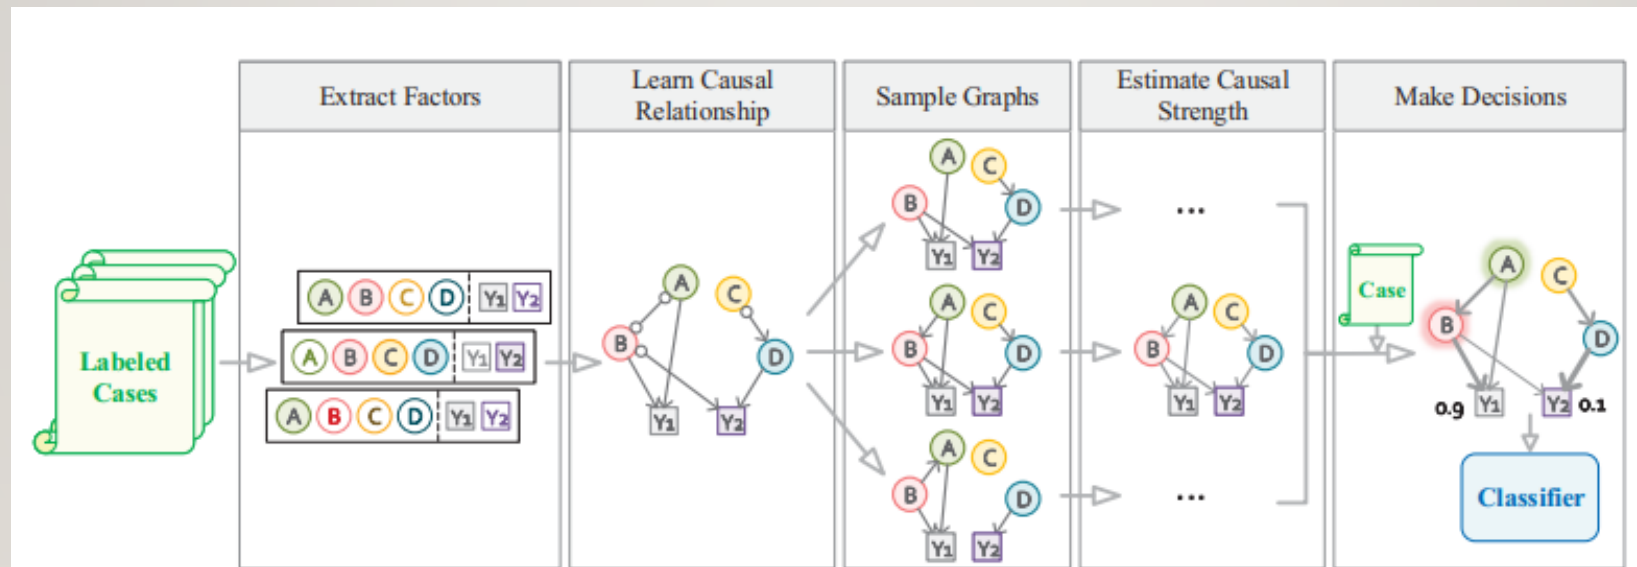 Extract Factors
Learn Causal
Relationship
Sample Graphs
Estimate Causal
Strength
Make Decisions
Labeled
Cases
A B C D Y1 Y2
A B C D Y1 Y2
A B C D Y1 Y2
A
C
B
D
Y1 Y2
A
C
B
D
Y1 Y2
A
C
B
D
Y1 Y2
A
C
B
D
Y1 Y2
...
A
C
B
D
Y1 Y2
...
Case
A
C
B
D
0.9 Y1 Y2 0.1
Classifier